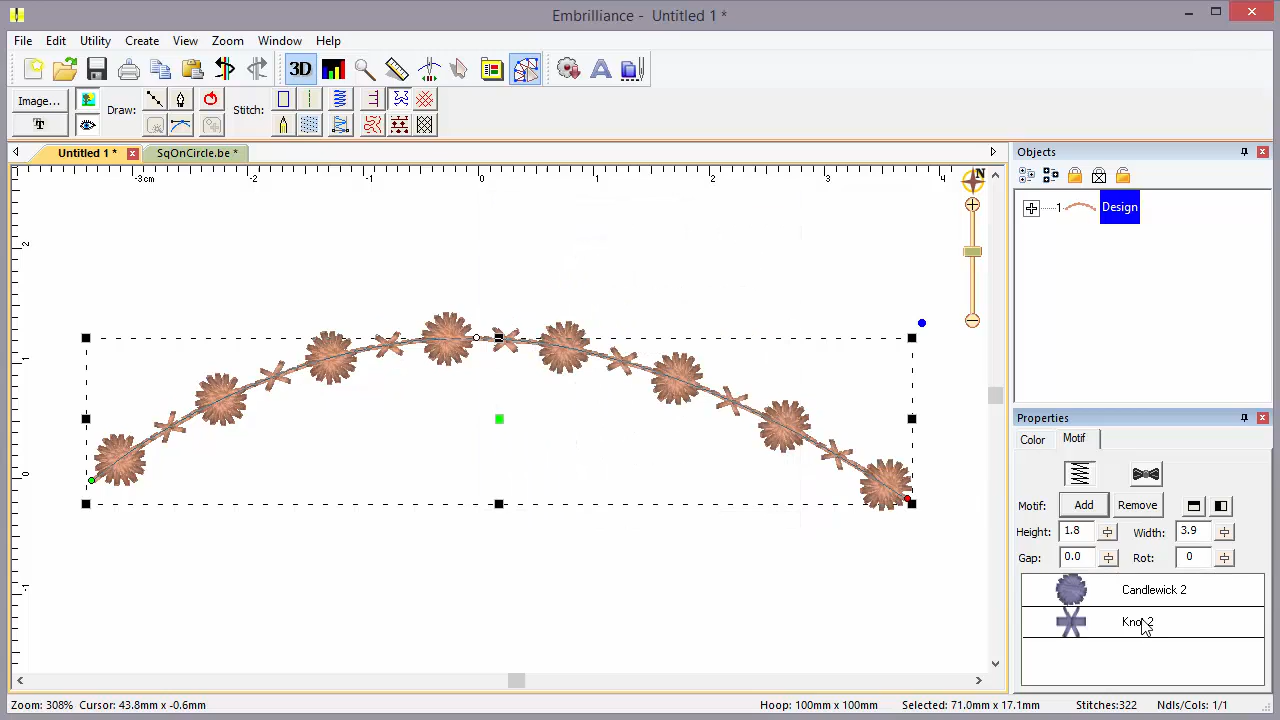 Embrilliance - Untitled 1 *
File Edit Utility Create View Zoom Window Help
3D
Image... Draw: Stitch:
T
Untitled 1 * SqOnCircle.be *
-3cm -2 -1 0 1 2 3 4
N
2
1
0
-1
Objects
1 Design
Properties
Color Motif
Motif: Add Remove
Height: 1.8 Width: 3.9
Gap: 0.0 Rot: 0
Candlewick 2
Zoom: 308% Cursor: 43.8mm x -0.6mm Hoop: 100mm x 100mm Selected: 71.0mm x 17.1mm Stitches:322 Ndls/Cols: 1/1